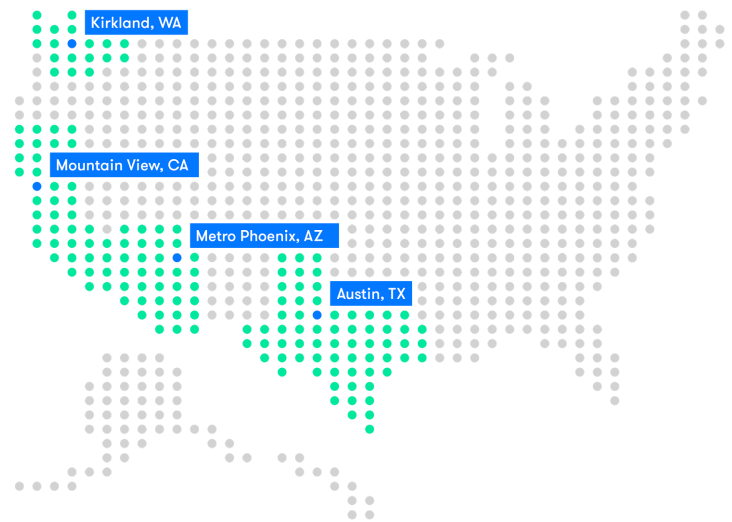 Kirkland, WA
Mountain View, CA
Metro Phoenix, AZ
Austin, TX